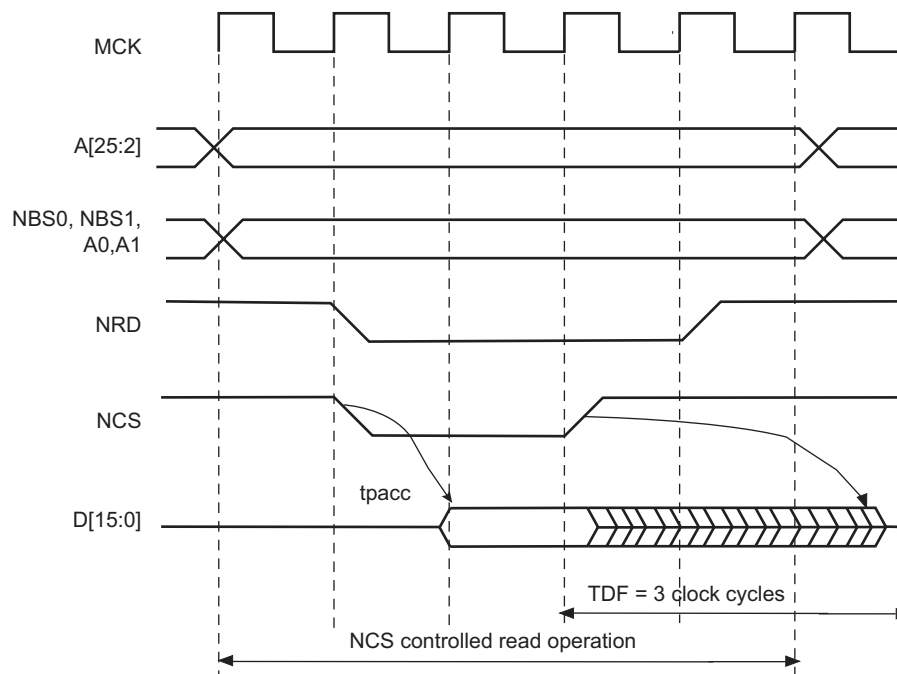 MCK
A[25:2]
NBS0, NBS1,
A0,A1
NRD
NCS
tpacc
D[15:0]
TDF = 3 clock cycles
NCS controlled read operation